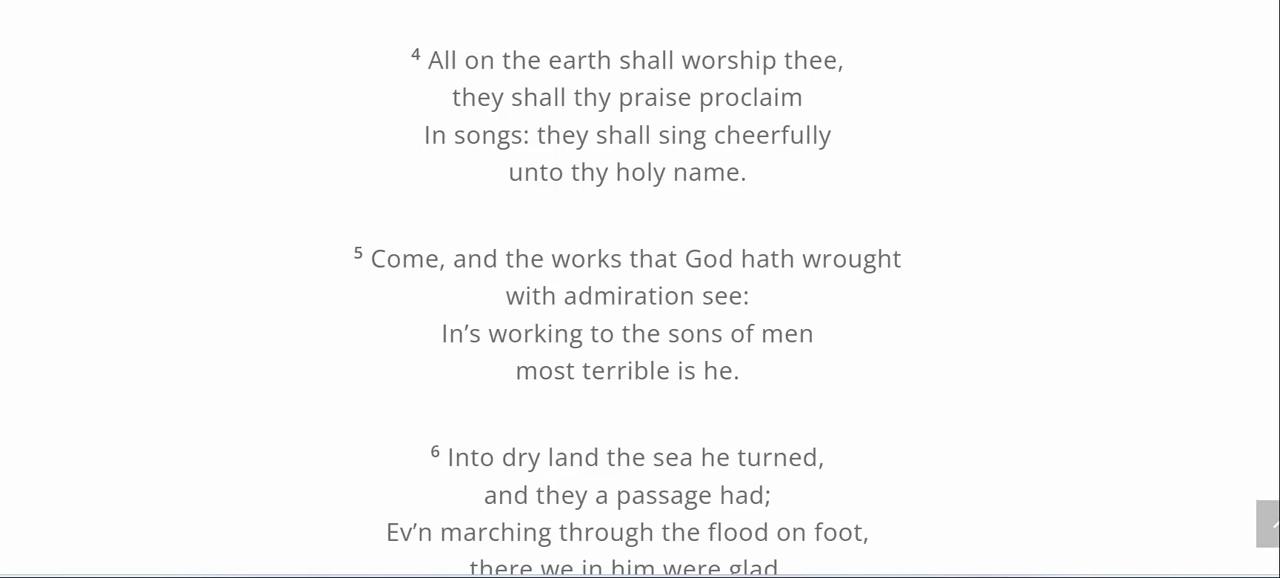 4 All on the earth shall worship thee,
they shall thy praise proclaim
In songs: they shall sing cheerfully
unto thy holy name.
5 Come, and the works that God hath wrought
with admiration see:
In’s working to the sons of men
most terrible is he.
6 Into dry land the sea he turned,
and they a passage had;
Ev’n marching through the flood on foot,
there we in him were glad